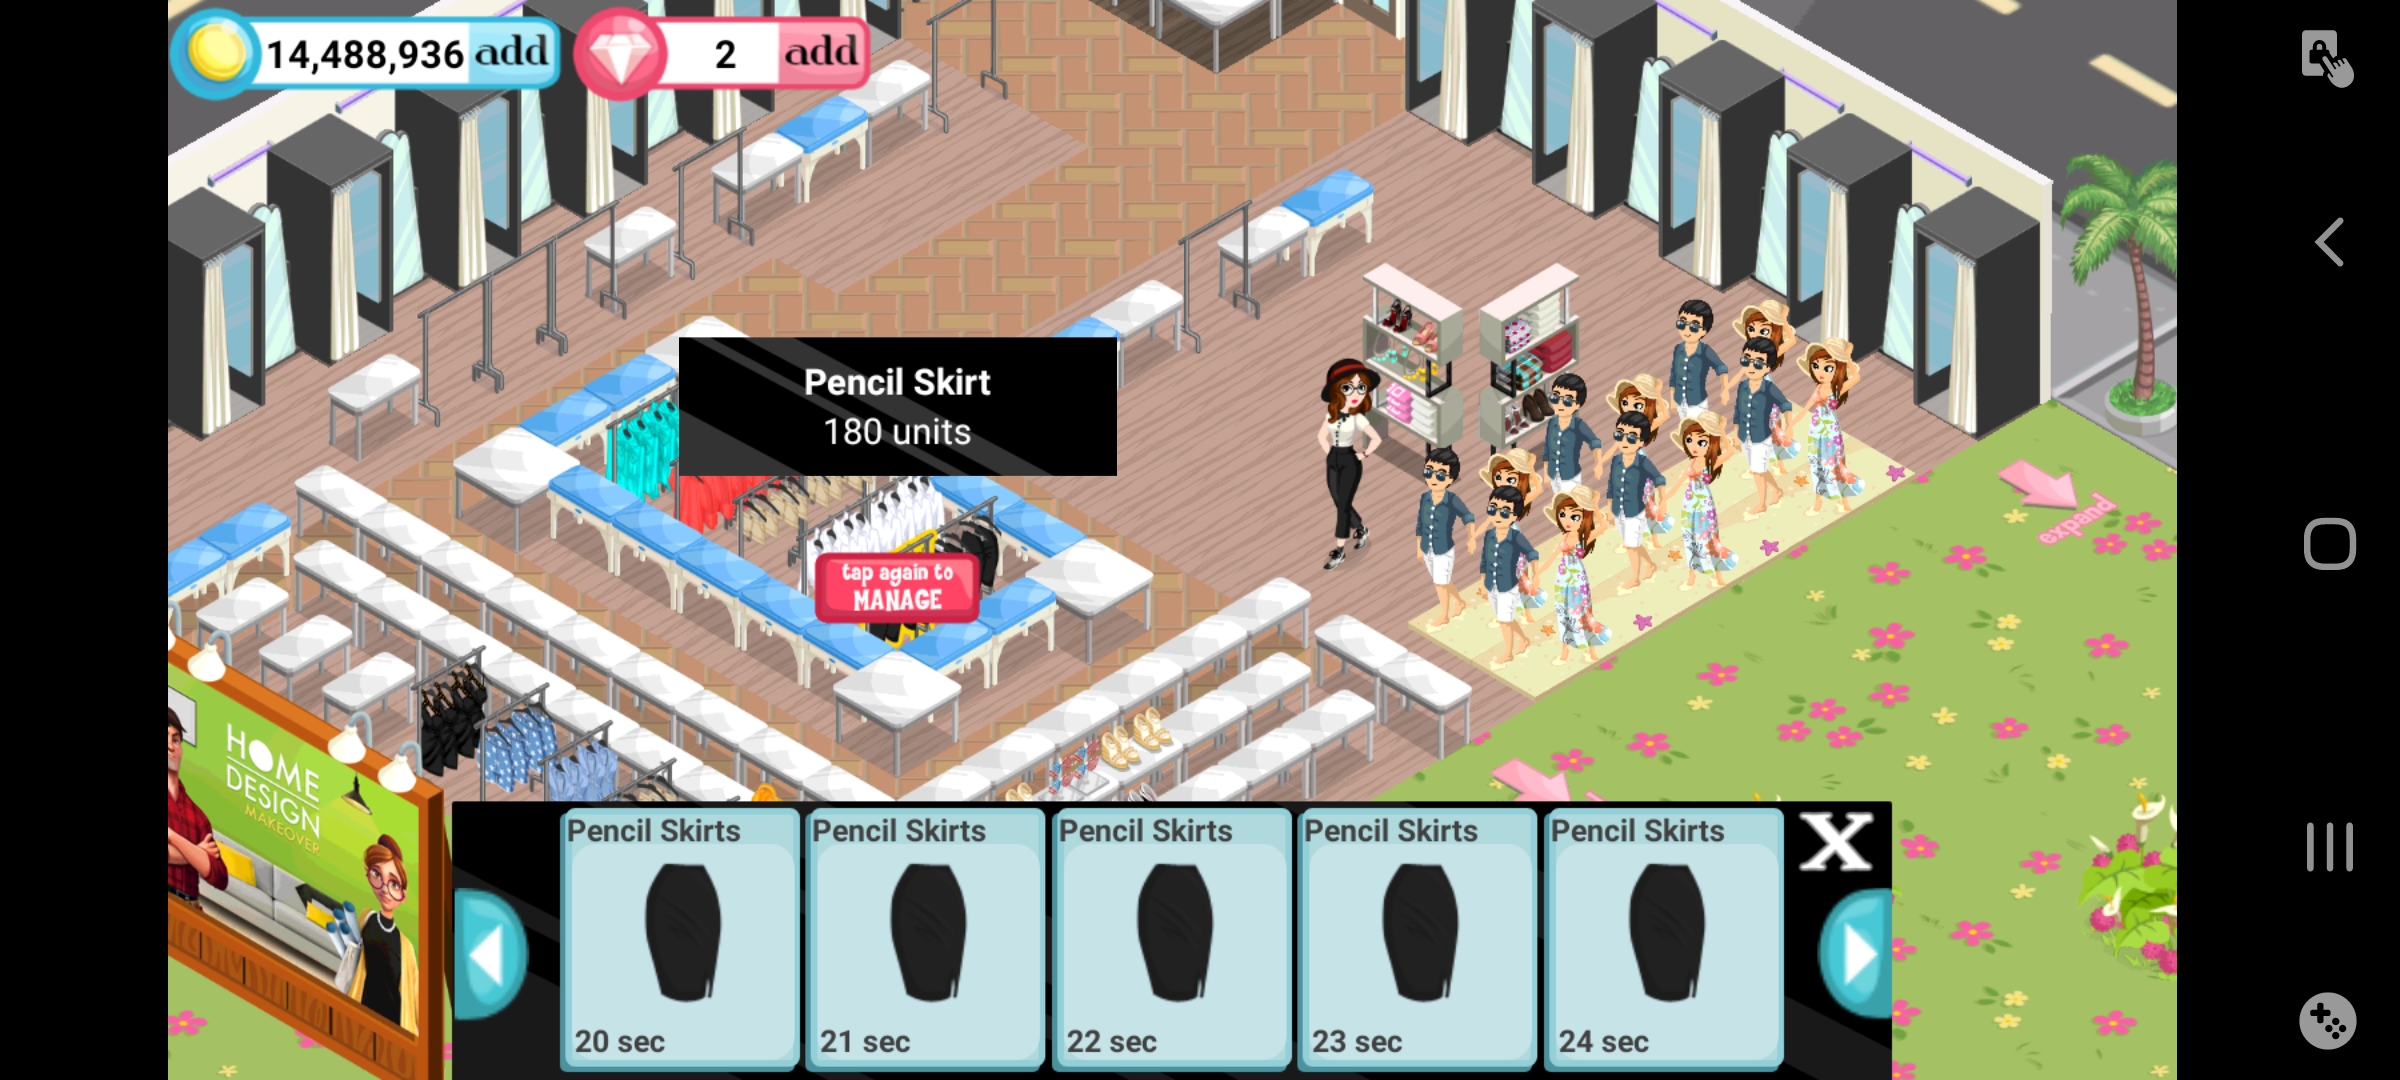 14,488,936 add
2 add
Pencil Skirt
180 units
tap again to
MANAGE
expand
HOME
DESIGN
MAKEOVER
Pencil Skirts
20 sec
Pencil Skirts
21 sec
Pencil Skirts
22 sec
Pencil Skirts
23 sec
Pencil Skirts
24 sec
X